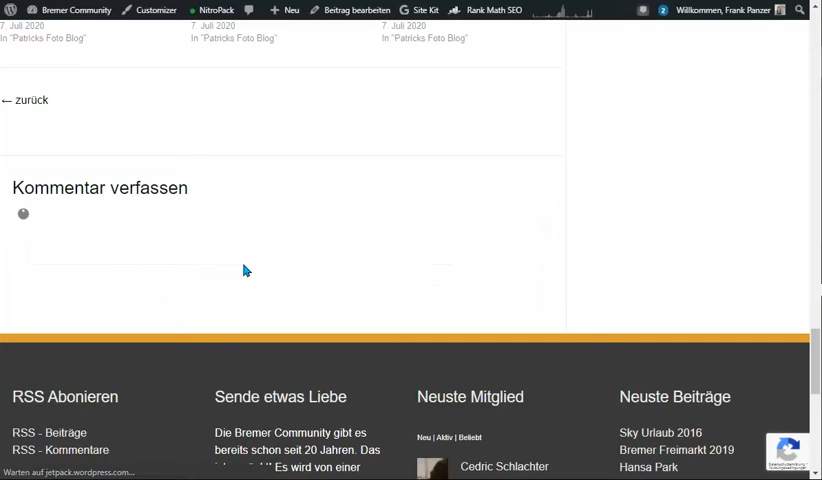 Bremer Community Customizer NitroPack Neu Beitrag bearbeiten Site Kit Rank Math SEO 2 Willkommen, Frank Panzer
7. Juli 2020 7. Juli 2020 7. Juli 2020
In "Patricks Foto Blog" In "Patricks Foto Blog" In "Patricks Foto Blog"
← zurück
Kommentar verfassen
RSS Abonieren
RSS - Beiträge
RSS - Kommentare
Sende etwas Liebe
Die Bremer Community gibt es
bereits schon seit 20 Jahren. Das
Es wird von einer
Neuste Mitglied
Neu | Aktiv | Beliebt
Cedric Schlachter
Neuste Beiträge
Sky Urlaub 2016
Bremer Freimarkt 2019
Hansa Park
Warten auf jetpack.wordpress.com...